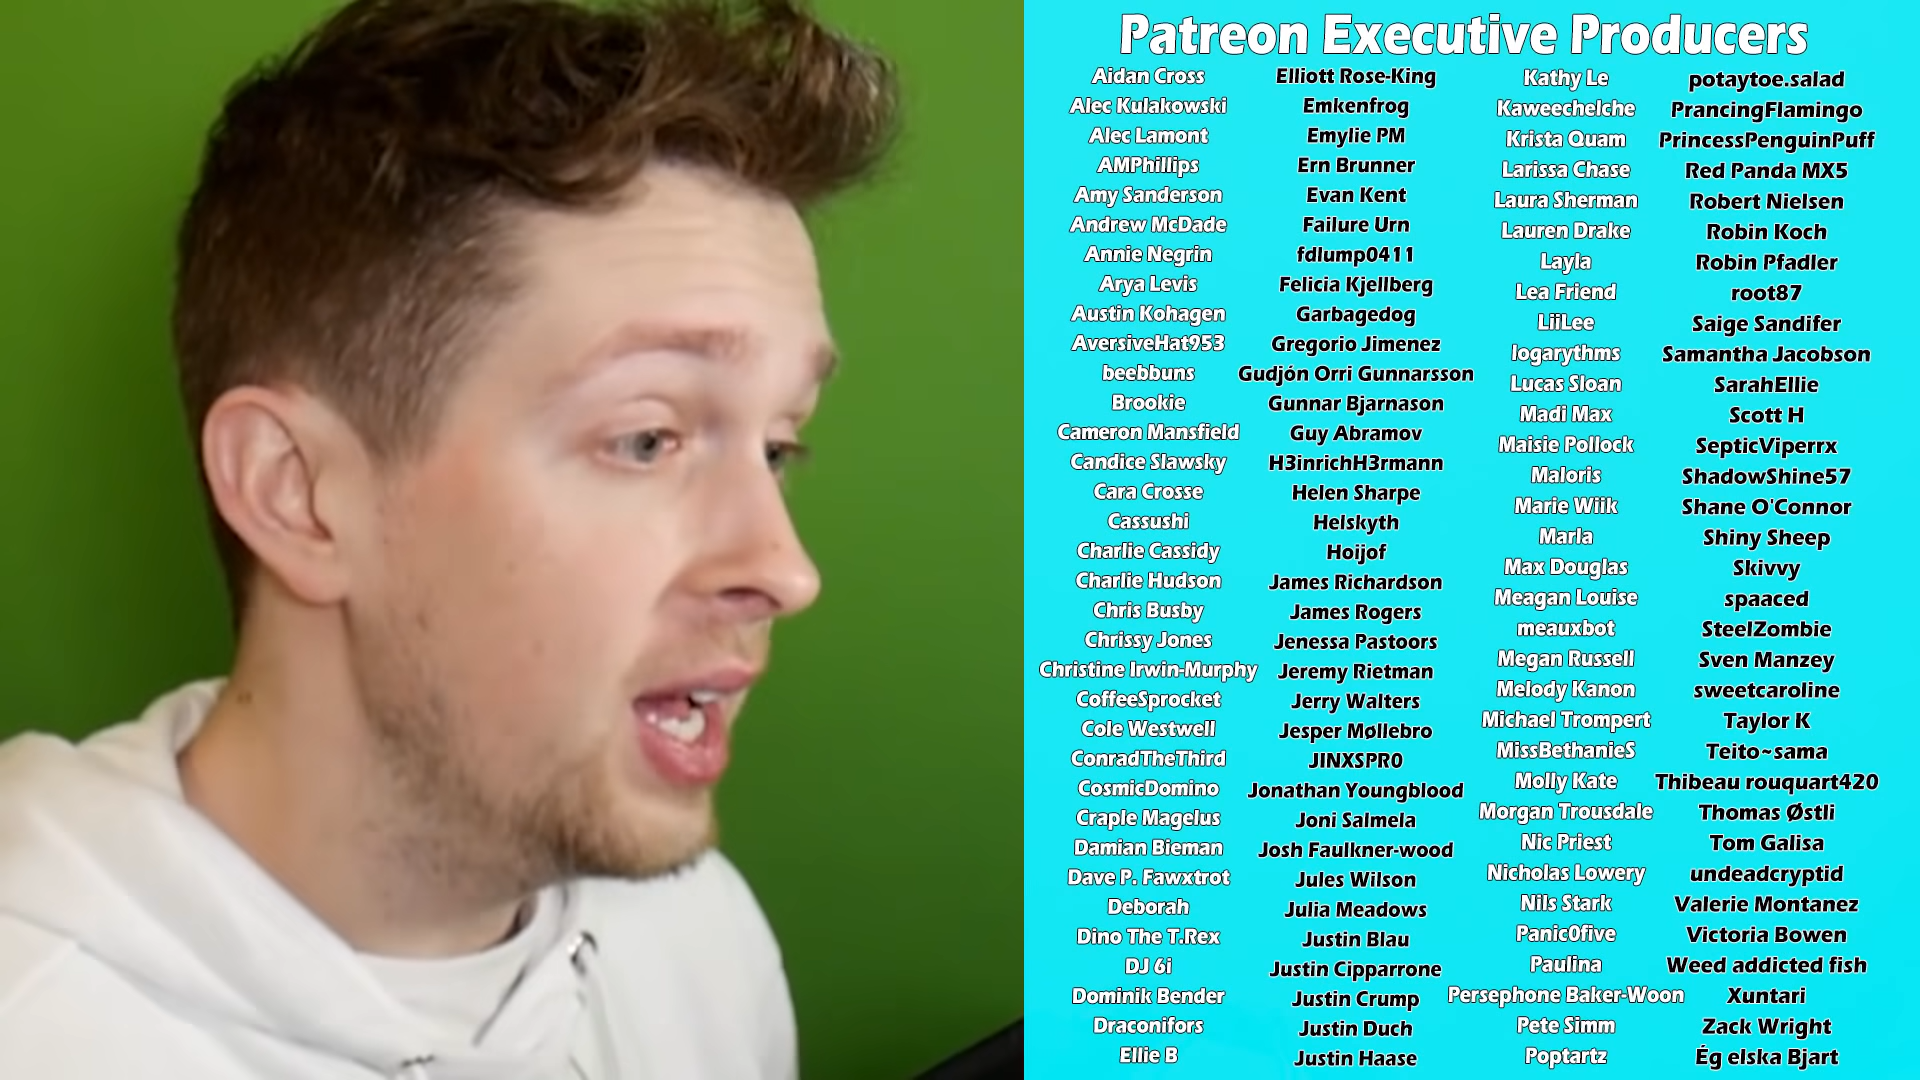 Patreon Executive Producers
Aidan Cross
Alec Kulakowski
Alec Lamont
AMPhillips
Amy Sanderson
Andrew McDade
Annie Negrin
Arya Levis
Austin Kohagen
AversiveHat953
beebbuns
Brookie
Cameron Mansfield
Candice Slawsky
Cara Crosse
Cassushi
Charlie Cassidy
Charlie Hudson
Chris Busby
Chrissy Jones
Christine Irwin-Murphy
CoffeeSprocket
Cole Westwell
ConradTheThird
CosmicDomino
Craple Magelus
Damian Bieman
Dave P. Fawxtrot
Deborah
Dino The T.Rex
DJ 6i
Dominik Bender
Draconifors
Ellie B
Elliott Rose-King
Emkenfrog
Emylie PM
Ern Brunner
Evan Kent
Failure Urn
fdlump0411
Felicia Kjellberg
Garbagedog
Gregorio Jimenez
Gudjón Orri Gunnarsson
Gunnar Bjarnason
Guy Abramov
H3inrichH3rmann
Helen Sharpe
Helskyth
Hoijof
James Richardson
James Rogers
Jenessa Pastoors
Jeremy Rietman
Jerry Walters
Jesper Møllebro
JINXSPR0
Jonathan Youngblood
Joni Salmela
Josh Faulkner-wood
Jules Wilson
Julia Meadows
Justin Blau
Justin Cipparrone
Justin Crump
Justin Duch
Justin Haase
Kathy Le
Kaweechelche
Krista Quam
Larissa Chase
Laura Sherman
Lauren Drake
Layla
Lea Friend
LiiLee
logarythms
Lucas Sloan
Madi Max
Maisie Pollock
Maloris
Marie Wiik
Marla
Max Douglas
Meagan Louise
meauxbot
Megan Russell
Melody Kanon
Michael Trompert
MissBethanieS
Molly Kate
Morgan Trousdale
Nic Priest
Nicholas Lowery
Nils Stark
Panic0five
Paulina
Persephone Baker-Woon
Pete Simm
Poptartz
potaytoe.salad
PrancingFlamingo
PrincessPenguinPuff
Red Panda MX5
Robert Nielsen
Robin Koch
Robin Pfadler
root87
Saige Sandifer
Samantha Jacobson
SarahEllie
Scott H
SepticViperrx
ShadowShine57
Shane O'Connor
Shiny Sheep
Skivvy
spaaced
SteelZombie
Sven Manzey
sweetcaroline
Taylor K
Teito~sama
Thibeau rouquart420
Thomas Østli
Tom Galisa
undeadcryptid
Valerie Montanez
Victoria Bowen
Weed addicted fish
Xuntari
Zack Wright
Ég elska Bjart